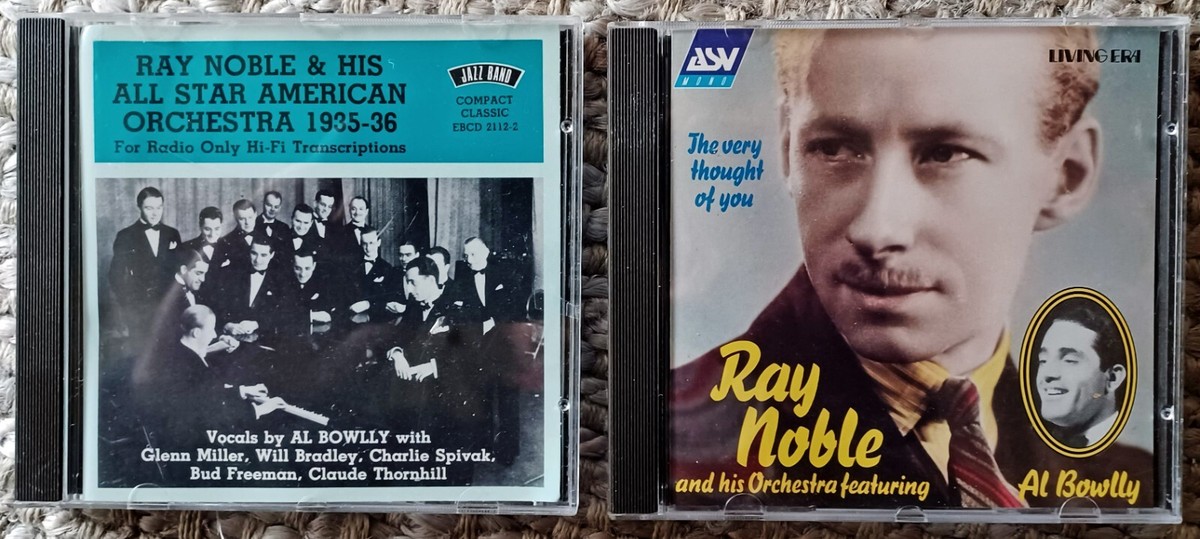 RAY NOBLE & HIS
ALL STAR AMERICAN
ORCHESTRA 1935-36
For Radio Only Hi-Fi Transcriptions
JAZZ BAND
COMPACT
CLASSIC
EBCD 2112-2
Vocals by AL BOWLLY with
Glenn Miller, Will Bradley, Charlie Spivak,
Bud Freeman, Claude Thornhill
ASV
MONO
LIVING ERA
The very
thought
of you
Ray
Noble
and his Orchestra featuring
Al Bowlly